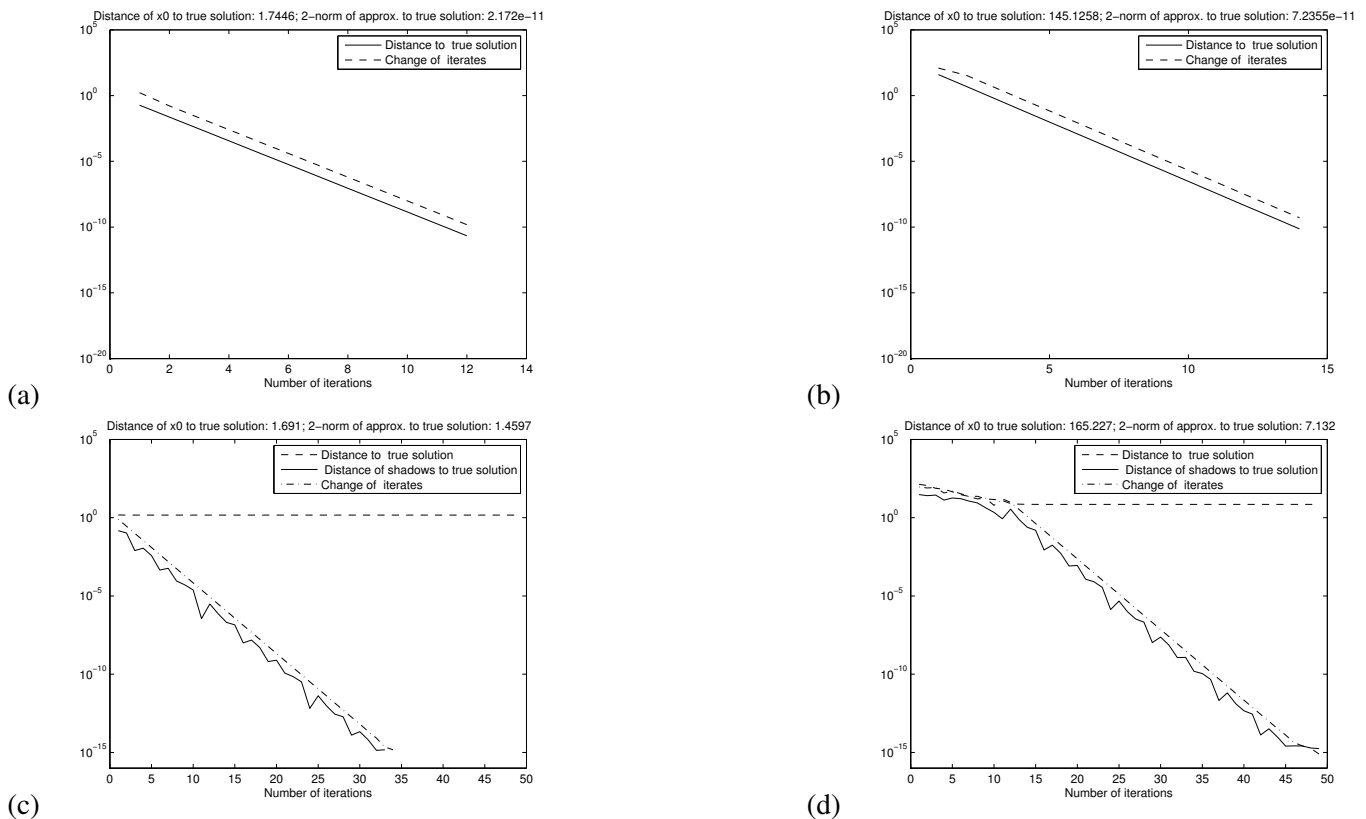 Distance of x0 to true solution: 1.7446; 2−norm of approx. to true solution: 2.172e−11
10^5
10^0
10^−5
10^−10
10^−15
10^−20
Distance to true solution
Change of iterates
0 2 4 6 8 10 12 14
Number of iterations
(a)
Distance of x0 to true solution: 145.1258; 2−norm of approx. to true solution: 7.2355e−11
10^5
10^0
10^−5
10^−10
10^−15
10^−20
Distance to true solution
Change of iterates
0 5 10 15
Number of iterations
(b)
Distance of x0 to true solution: 1.691; 2−norm of approx. to true solution: 1.4597
10^5
10^0
10^−5
10^−10
10^−15
Distance to true solution
Distance of shadows to true solution
Change of iterates
0 5 10 15 20 25 30 35 40 45 50
Number of iterations
(c)
Distance of x0 to true solution: 165.227; 2−norm of approx. to true solution: 7.132
10^5
10^0
10^−5
10^−10
10^−15
Distance to true solution
Distance of shadows to true solution
Change of iterates
0 5 10 15 20 25 30 35 40 45 50
Number of iterations
(d)